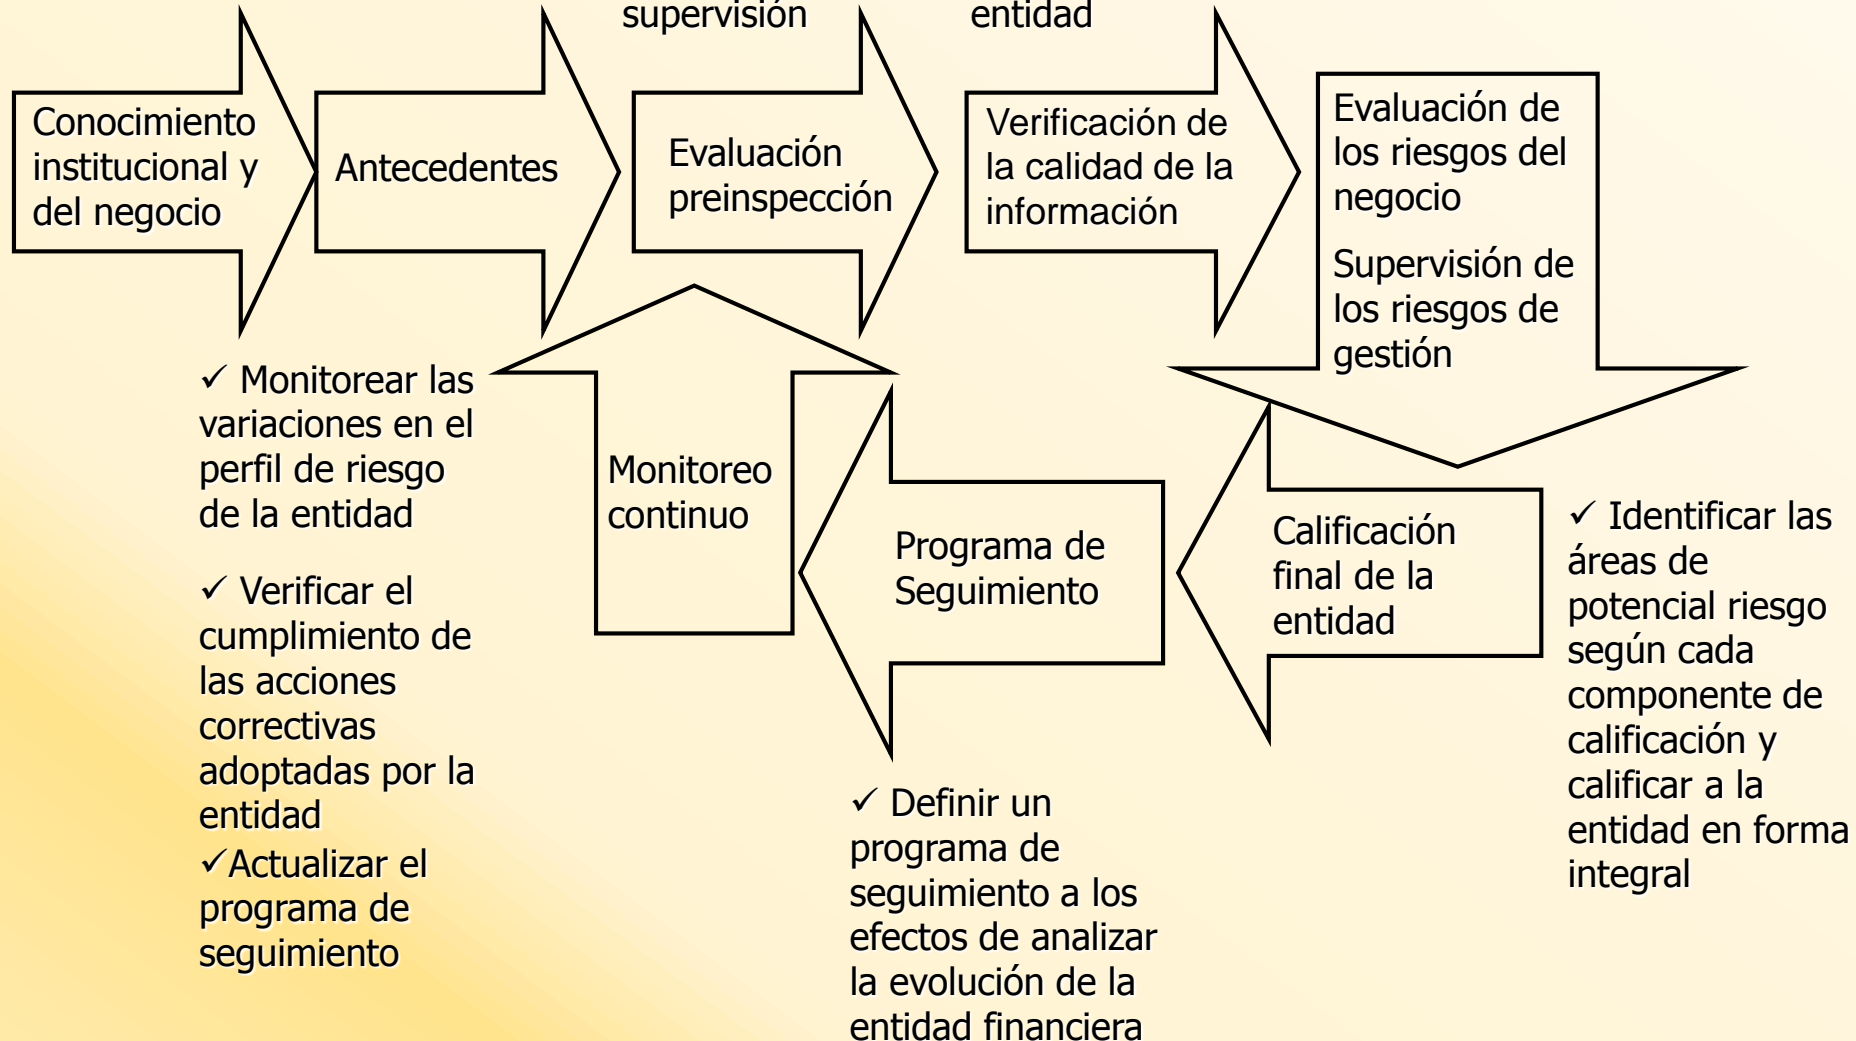 supervisión
entidad
Conocimiento
institucional y
del negocio
Antecedentes
Evaluación
preinspección
Verificación de
la calidad de la
información
Evaluación de
los riesgos del
negocio
Supervisión de
los riesgos de
gestión
✓ Monitorear las
variaciones en el
perfil de riesgo
de la entidad
✓ Verificar el
cumplimiento de
las acciones
correctivas
adoptadas por la
entidad
✓Actualizar el
programa de
seguimiento
Monitoreo
continuo
Programa de
Seguimiento
Calificación
final de la
entidad
✓ Identificar las
áreas de
potencial riesgo
según cada
componente de
calificación y
calificar a la
entidad en forma
integral
✓ Definir un
programa de
seguimiento a los
efectos de analizar
la evolución de la
entidad financiera